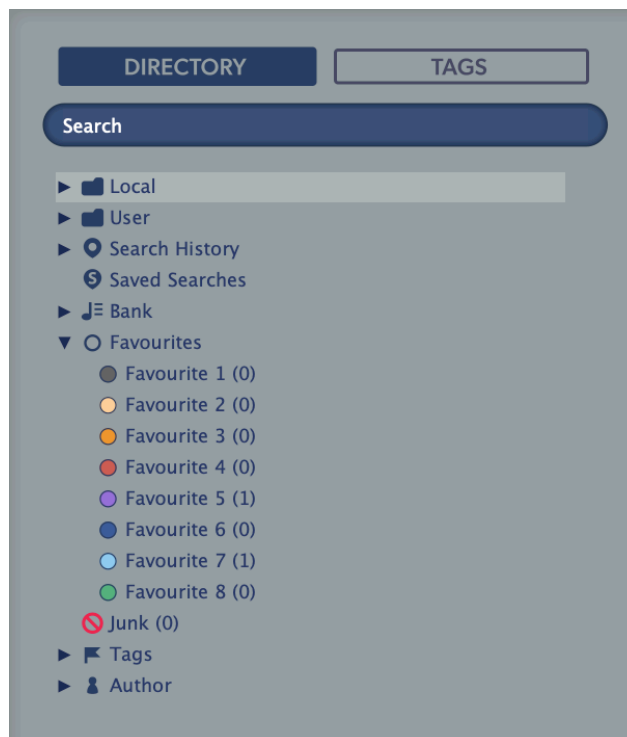 DIRECTORY TAGS
Search
Local
User
Search History
S Saved Searches
Bank
Favourites
Favourite 1 (0)
Favourite 2 (0)
Favourite 3 (0)
Favourite 4 (0)
Favourite 5 (1)
Favourite 6 (0)
Favourite 7 (1)
Favourite 8 (0)
Junk (0)
Tags
Author